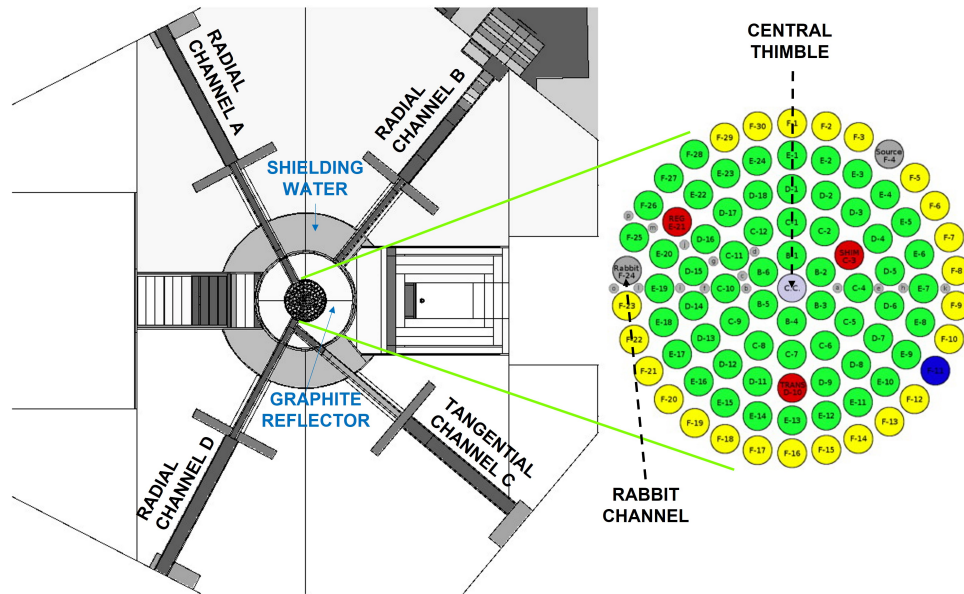 RADIAL
CHANNEL A
RADIAL
CHANNEL B
SHIELDING
WATER
GRAPHITE
REFLECTOR
RADIAL
CHANNEL D
TANGENTIAL
CHANNEL C
CENTRAL
THIMBLE
F-30 F-1 F-2
F-29 F-3
F-28 E-24 E-1 E-2 Source
F-4
F-27 E-23 E-3 F-5
E-22 D-18 D-1 D-2 E-4
F-26 D-17 D-3 F-6
REG
E-21 C-1 E-5
F-25 D-16 C-12 C-2 D-4 F-7
E-20 C-11 B-1 SHIM
C-3 E-6
Rabbit
F-24 D-15 B-6 B-2 D-5 F-8
E-19 C-10 C.C. C-4 E-7
F-23 D-14 B-5 B-3 D-6 F-9
E-18 C-9 B-4 C-5 E-8
F-22 D-13 C-8 C-6 D-7 F-10
E-17 D-12 C-7 D-8 E-9
F-21 E-16 D-11 TRANS
D-10 D-9 E-10 F-11
F-20 E-15 E-11 F-12
F-19 E-14 E-13 E-12 F-13
F-18 F-17 F-16 F-15 F-14
RABBIT
CHANNEL